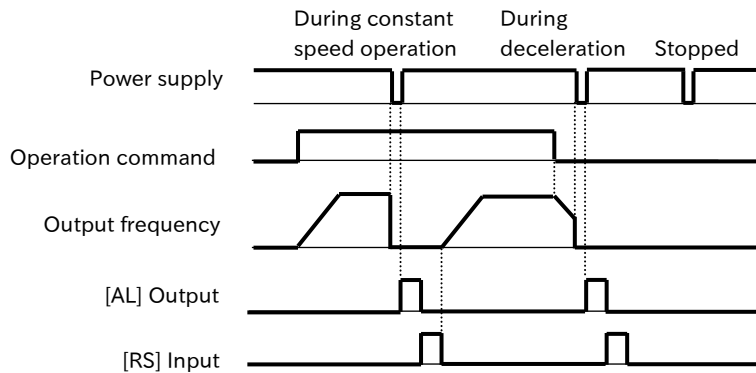 During constant
speed operation
During
deceleration
Stopped
Power supply
Operation command
Output frequency
[AL] Output
[RS] Input